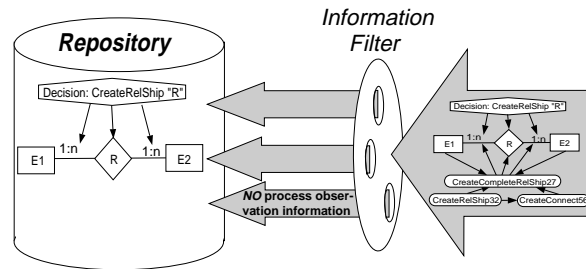 Information
Filter
Repository
Decision: CreateRelShip "R"
1:n
1:n
E1
R
E2
NO process obser-
vation information
Decision: CreateRelShip "R"
1:n
1:n
E1
R
E2
CreateCompleteRelShip27
CreateRelShip32
CreateConnect56